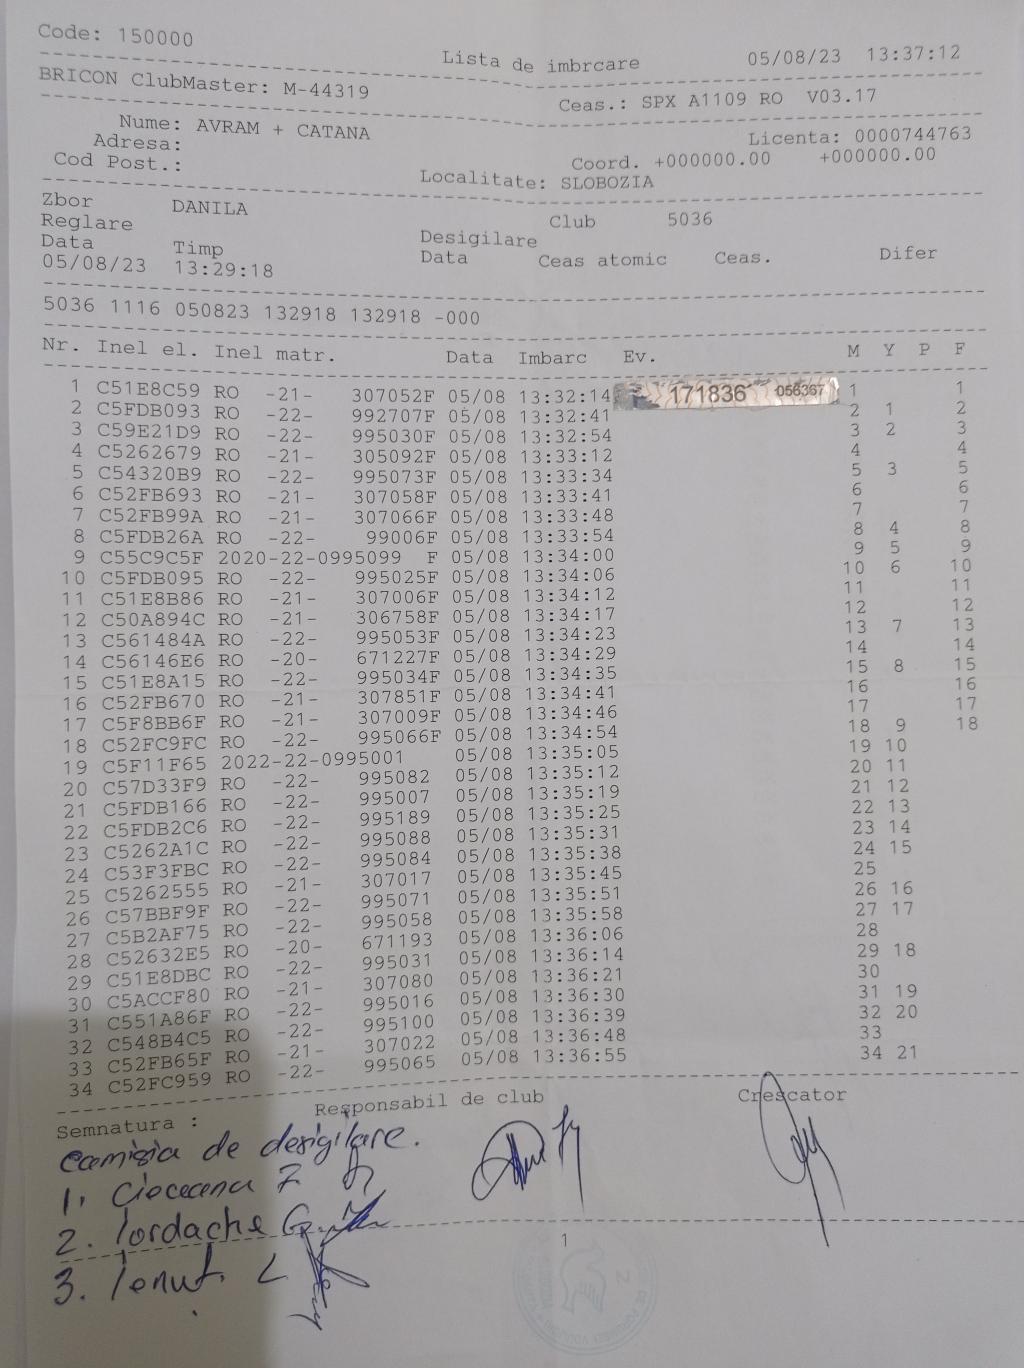 Code: 150000
Lista de imbrcare 05/08/23 13:37:12
BRICON ClubMaster: M-44319
Ceas.: SPX A1109 RO V03.17
Nume: AVRAM + CATANA
Licenta: 0000744763
Adresa:
Coord. +000000.00 +000000.00
Cod Post.:
Localitate: SLOBOZIA
Zbor DANILA
Club 5036
Reglare Desigilare
Data Timp Data Ceas atomic Ceas. Difer
05/08/23 13:29:18
5036 1116 050823 132918 132918 -000
Nr. Inel el. Inel matr. Data Imbarc Ev. M Y P F
171836 056367
1 C51E8C59 RO -21- 307052F 05/08 13:32:14 1 1
2 C5FDB093 RO -22- 992707F 05/08 13:32:41 2 1 2
3 C59E21D9 RO -22- 995030F 05/08 13:32:54 3 2 3
4 C5262679 RO -21- 305092F 05/08 13:33:12 4 4
5 C54320B9 RO -22- 995073F 05/08 13:33:34 5 3 5
6 C52FB693 RO -21- 307058F 05/08 13:33:41 6 6
7 C52FB99A RO -21- 307066F 05/08 13:33:48 7 7
8 C5FDB26A RO -22- 99006F 05/08 13:33:54 8 4 8
9 C55C9C5F 2020-22-0995099 F 05/08 13:34:00 9 5 9
10 C5FDB095 RO -22- 995025F 05/08 13:34:06 10 6 10
11 C51E8B86 RO -21- 307006F 05/08 13:34:12 11 11
12 C50A894C RO -21- 306758F 05/08 13:34:17 12 12
13 C561484A RO -22- 995053F 05/08 13:34:23 13 7 13
14 C56146E6 RO -20- 671227F 05/08 13:34:29 14 14
15 C51E8A15 RO -22- 995034F 05/08 13:34:35 15 8 15
16 C52FB670 RO -21- 307851F 05/08 13:34:41 16 16
17 C5F8BB6F RO -21- 307009F 05/08 13:34:46 17 17
18 C52FC9FC RO -22- 995066F 05/08 13:34:54 18 9 18
19 C5F11F65 2022-22-0995001 05/08 13:35:05 19 10
20 C57D33F9 RO -22- 995082 05/08 13:35:12 20 11
21 C5FDB166 RO -22- 995007 05/08 13:35:19 21 12
22 C5FDB2C6 RO -22- 995189 05/08 13:35:25 22 13
23 C5262A1C RO -22- 995088 05/08 13:35:31 23 14
24 C53F3FBC RO -22- 995084 05/08 13:35:38 24 15
25 C5262555 RO -21- 307017 05/08 13:35:45 25
26 C57BBF9F RO -22- 995071 05/08 13:35:51 26 16
27 C5B2AF75 RO -22- 995058 05/08 13:35:58 27 17
28 C52632E5 RO -20- 671193 05/08 13:36:06 28
29 C51E8DBC RO -22- 995031 05/08 13:36:14 29 18
30 C5ACCF80 RO -21- 307080 05/08 13:36:21 30
31 C551A86F RO -22- 995016 05/08 13:36:30 31 19
32 C548B4C5 RO -22- 995100 05/08 13:36:39 32 20
33 C52FB65F RO -21- 307022 05/08 13:36:48 33
34 C52FC959 RO -22- 995065 05/08 13:36:55 34 21
Semnatura : Responsabil de club Crescator
Camisia de desigilare.
1. Cioceana F
2. Iordache G
3. Ionut. L
1